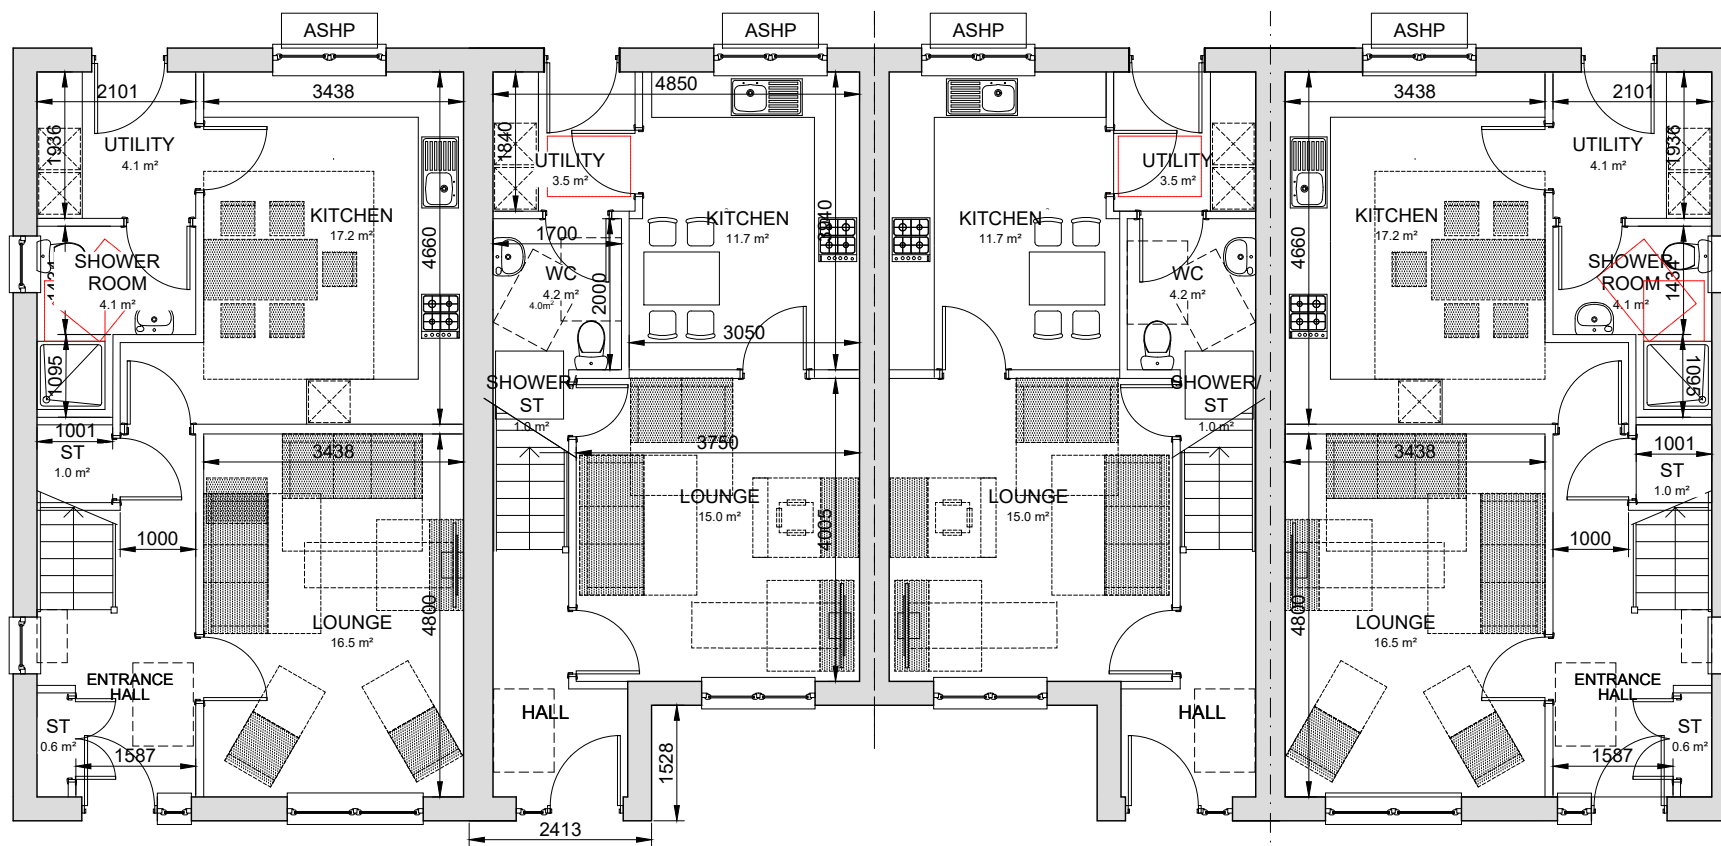 ASHP
ASHP
ASHP
ASHP
2101
3438
4850
3438
2101
1936
UTILITY
4.1 m²
1840
UTILITY
3.5 m²
UTILITY
3.5 m²
UTILITY
4.1 m²
1936
KITCHEN
17.2 m²
KITCHEN
11.7 m²
3940
KITCHEN
11.7 m²
KITCHEN
17.2 m²
1700
4660
4660
SHOWER
ROOM
4.1 m²
WC
4.2 m²
4.0m²
2000
WC
4.2 m²
SHOWER
ROOM
4.1 m²
1434
3050
1095
1095
SHOWER/
ST
1.0 m²
SHOWER/
ST
1.0 m²
1001
ST
1.0 m²
3438
3750
3438
1001
ST
1.0 m²
LOUNGE
15.0 m²
LOUNGE
15.0 m²
4005
1000
1000
LOUNGE
16.5 m²
4800
4800
LOUNGE
16.5 m²
ENTRANCE
HALL
ENTRANCE
HALL
HALL
HALL
ST
0.6 m²
ST
0.6 m²
1587
1528
1587
2413